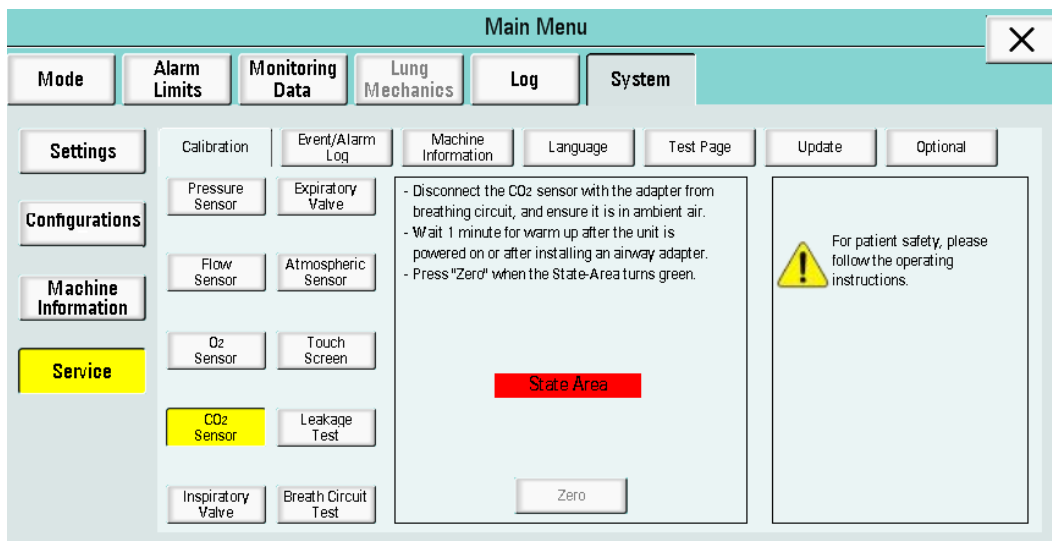 Main Menu
Mode
Alarm
Limits
Monitoring
Data
Lung
Mechanics
Log
System
Settings
Configurations
Machine
Information
Service
Calibration
Event/Alarm
Log
Machine
Information
Language
Test Page
Update
Optional
Pressure
Sensor
Expiratory
Valve
Flow
Sensor
Atmospheric
Sensor
O2
Sensor
Touch
Screen
CO2
Sensor
Leakage
Test
Inspiratory
Valve
Breath Circuit
Test
- Disconnect the CO2 sensor with the adapter from
breathing circuit, and ensure it is in ambient air.
- Wait 1 minute for warm up after the unit is
powered on or after installing an airway adapter.
- Press "Zero" when the State-Area turns green.
State Area
Zero
For patient safety, please
follow the operating
instructions.